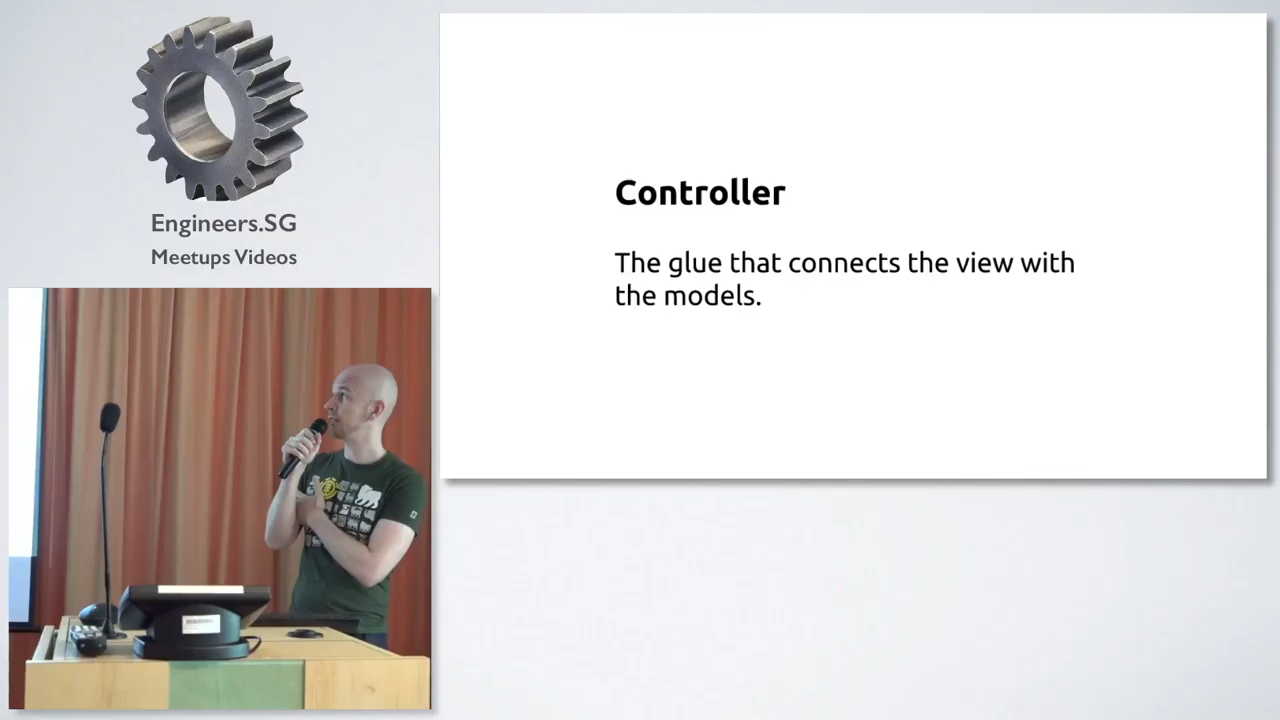 Engineers.SG
Meetups Videos
Controller
The glue that connects the view with
the models.